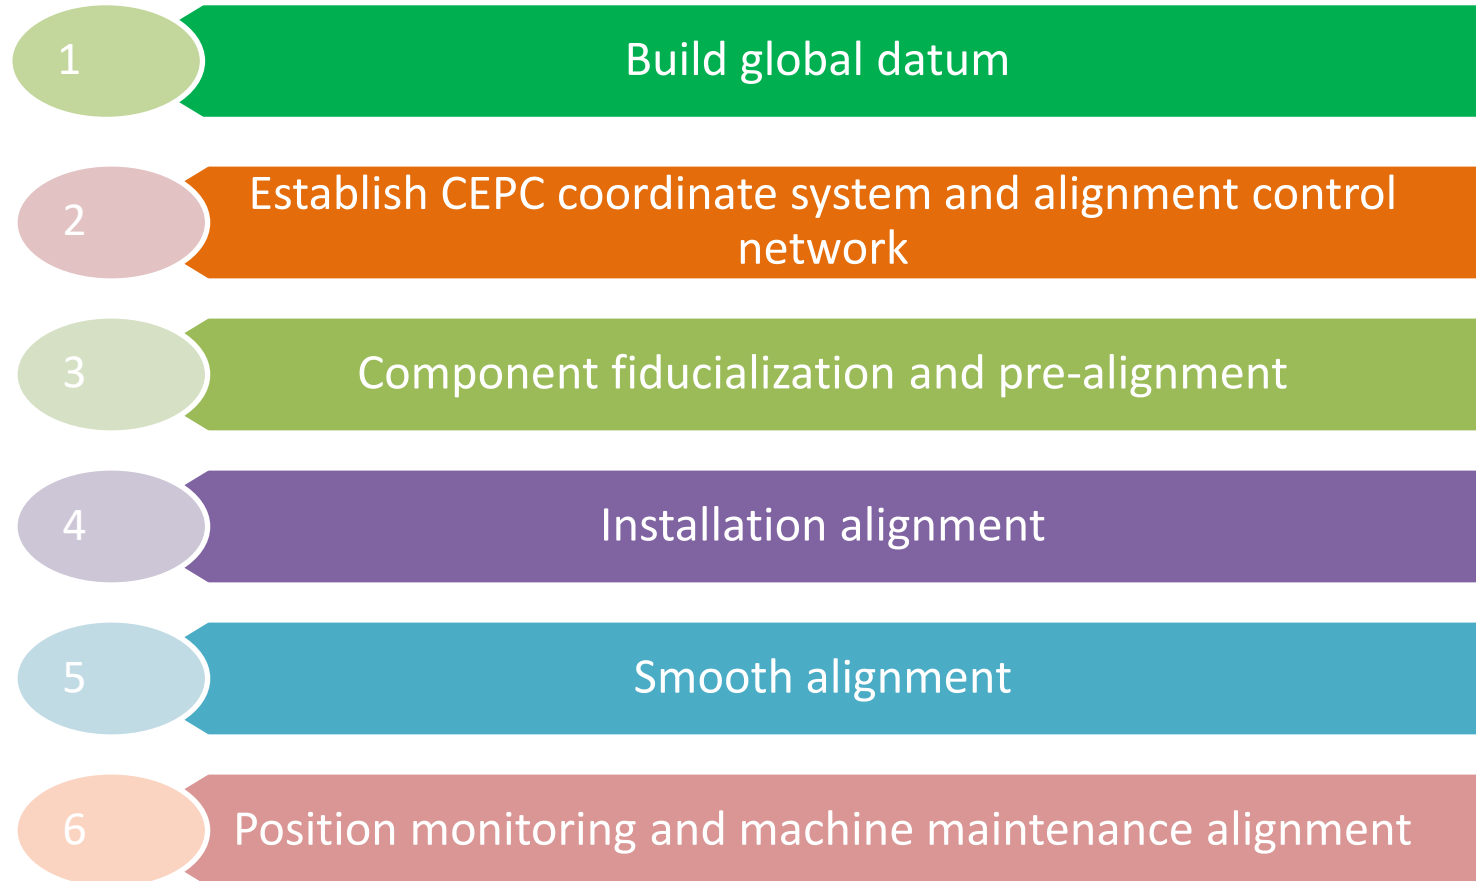 1
Build global datum
2
Establish CEPC coordinate system and alignment control
network
3
Component fiducialization and pre-alignment
4
Installation alignment
5
Smooth alignment
6
Position monitoring and machine maintenance alignment